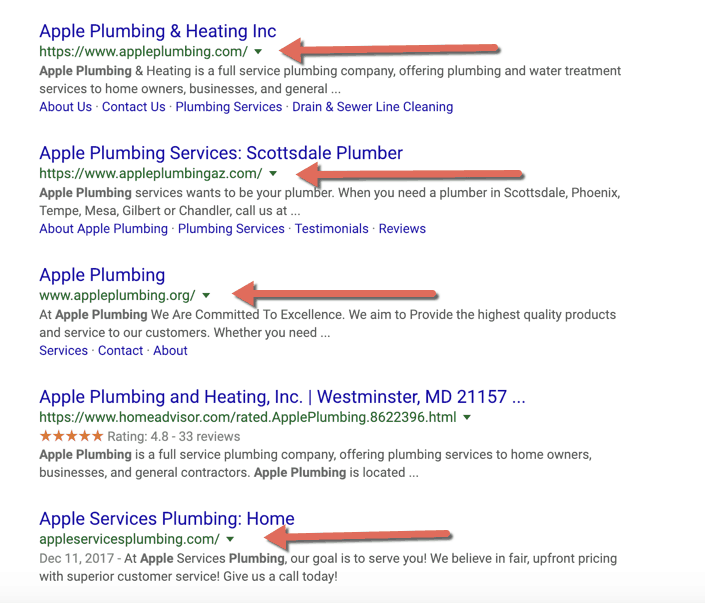 Apple Plumbing & Heating Inc
https://www.appleplumbing.com/
Apple Plumbing & Heating is a full service plumbing company, offering plumbing and water treatment
services to home owners, businesses, and general ...
About Us · Contact Us · Plumbing Services · Drain & Sewer Line Cleaning
Apple Plumbing Services: Scottsdale Plumber
https://www.appleplumbingaz.com/
Apple Plumbing services wants to be your plumber. When you need a plumber in Scottsdale, Phoenix,
Tempe, Mesa, Gilbert or Chandler, call us at ...
About Apple Plumbing · Plumbing Services · Testimonials · Reviews
Apple Plumbing
www.appleplumbing.org/
At Apple Plumbing We Are Committed To Excellence. We aim to Provide the highest quality products
and service to our customers. Whether you need ...
Services · Contact · About
Apple Plumbing and Heating, Inc. | Westminster, MD 21157 ...
https://www.homeadvisor.com/rated.ApplePlumbing.8622396.html
Rating: 4.8 - 33 reviews
Apple Plumbing is a full service plumbing company, offering plumbing services to home owners,
businesses, and general contractors. Apple Plumbing is located ...
Apple Services Plumbing: Home
appleservicesplumbing.com/
Dec 11, 2017 - At Apple Services Plumbing, our goal is to serve you! We believe in fair, upfront pricing
with superior customer service! Give us a call today!